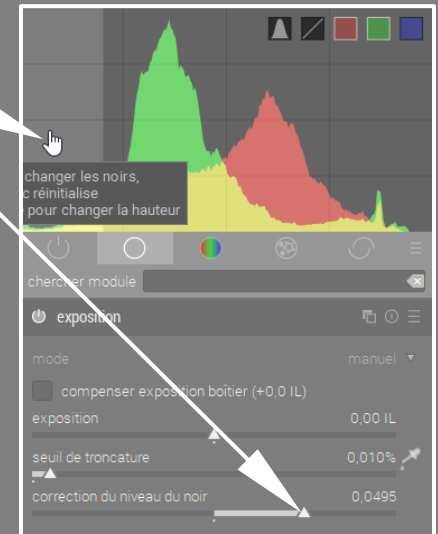 changer les noirs,
réinitialise
pour changer la hauteur
chercher module
exposition
mode manuel
compenser exposition boîtier (+0,0 IL)
exposition 0,00 IL
seuil de troncature 0,010%
correction du niveau du noir 0,0495